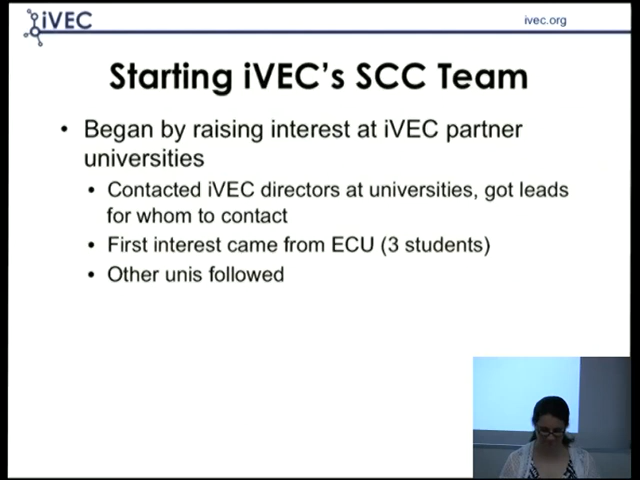 iVEC
ivec.org
Starting iVEC's SCC Team
• Began by raising interest at iVEC partner
universities
• Contacted iVEC directors at universities, got leads
for whom to contact
• First interest came from ECU (3 students)
• Other unis followed